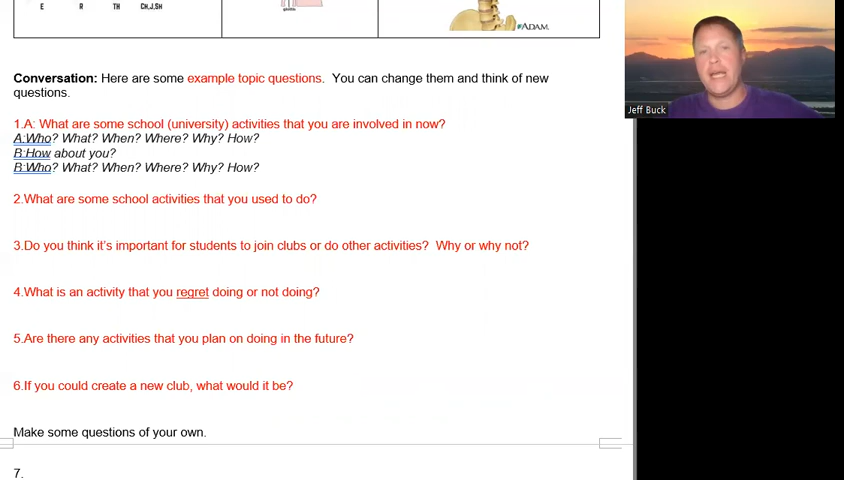 E R TH CH,J,SH
ADAM.
Conversation: Here are some example topic questions. You can change them and think of new
questions.
1.A: What are some school (university) activities that you are involved in now?
A:Who? What? When? Where? Why? How?
B:How about you?
B:Who? What? When? Where? Why? How?
2.What are some school activities that you used to do?
3.Do you think it's important for students to join clubs or do other activities? Why or why not?
4.What is an activity that you regret doing or not doing?
5.Are there any activities that you plan on doing in the future?
6.If you could create a new club, what would it be?
Make some questions of your own.
7.
Jeff Buck